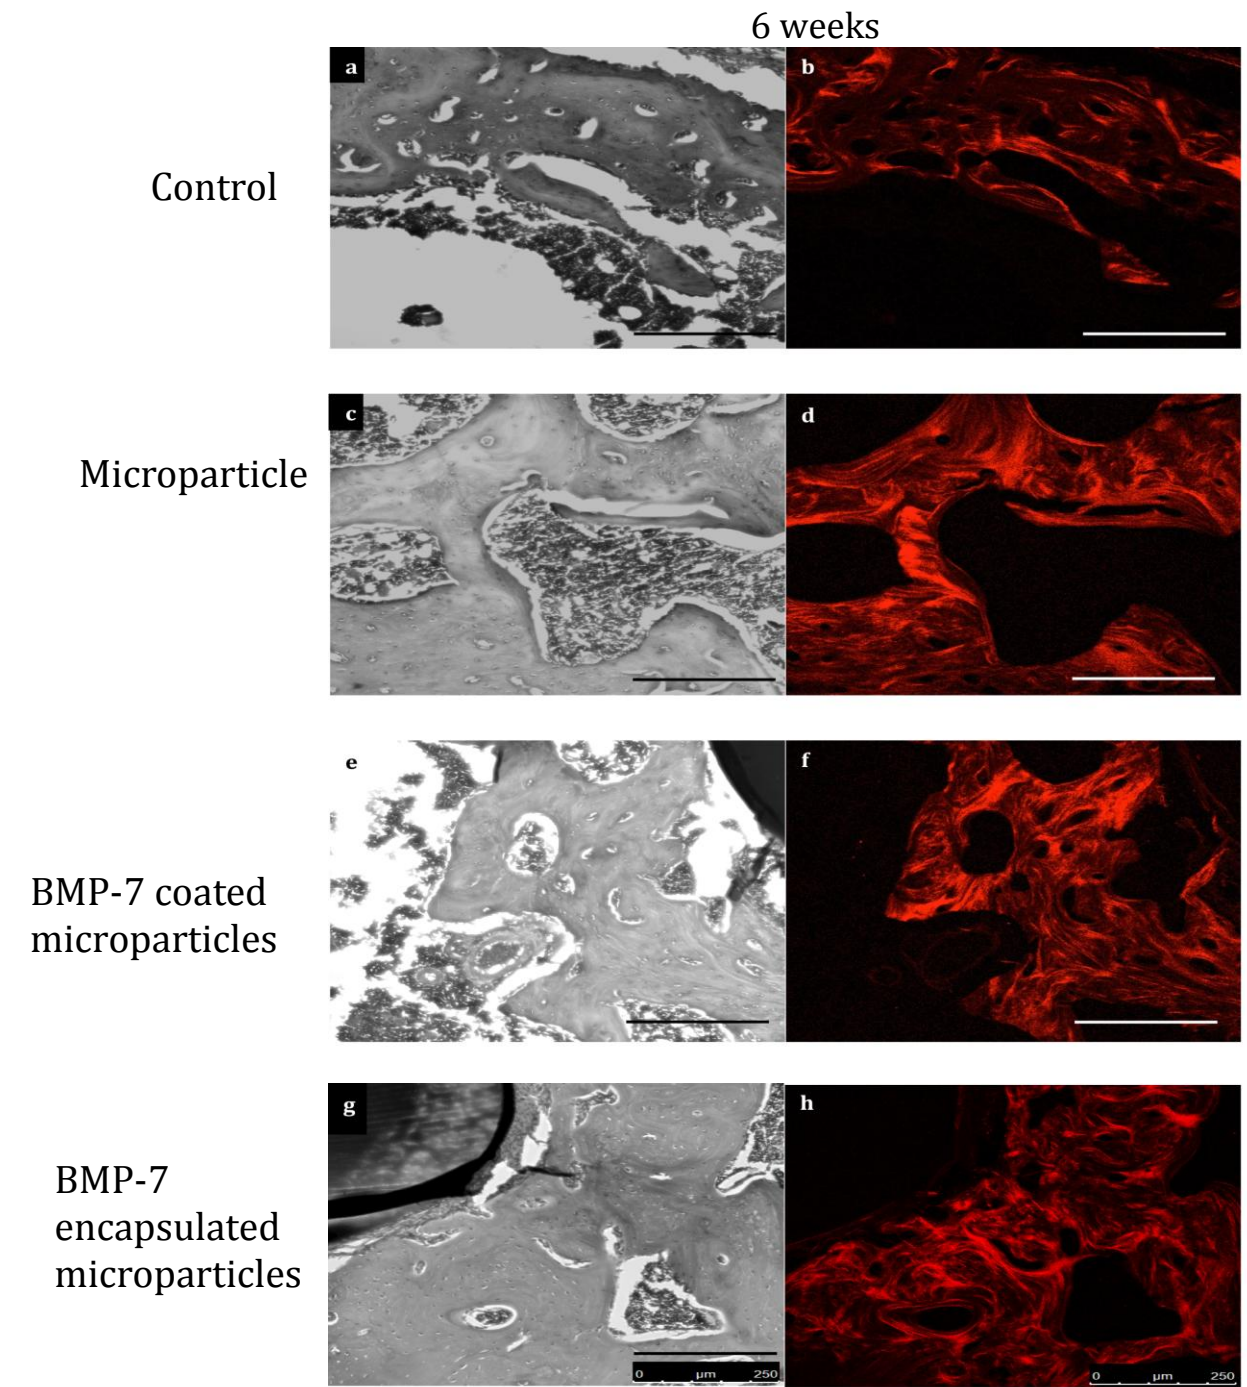 6 weeks
a
b
Control
c
d
Microparticle
e
f
BMP-7 coated
microparticles
g
h
BMP-7
encapsulated
microparticles
0 µm 250
0 µm 250